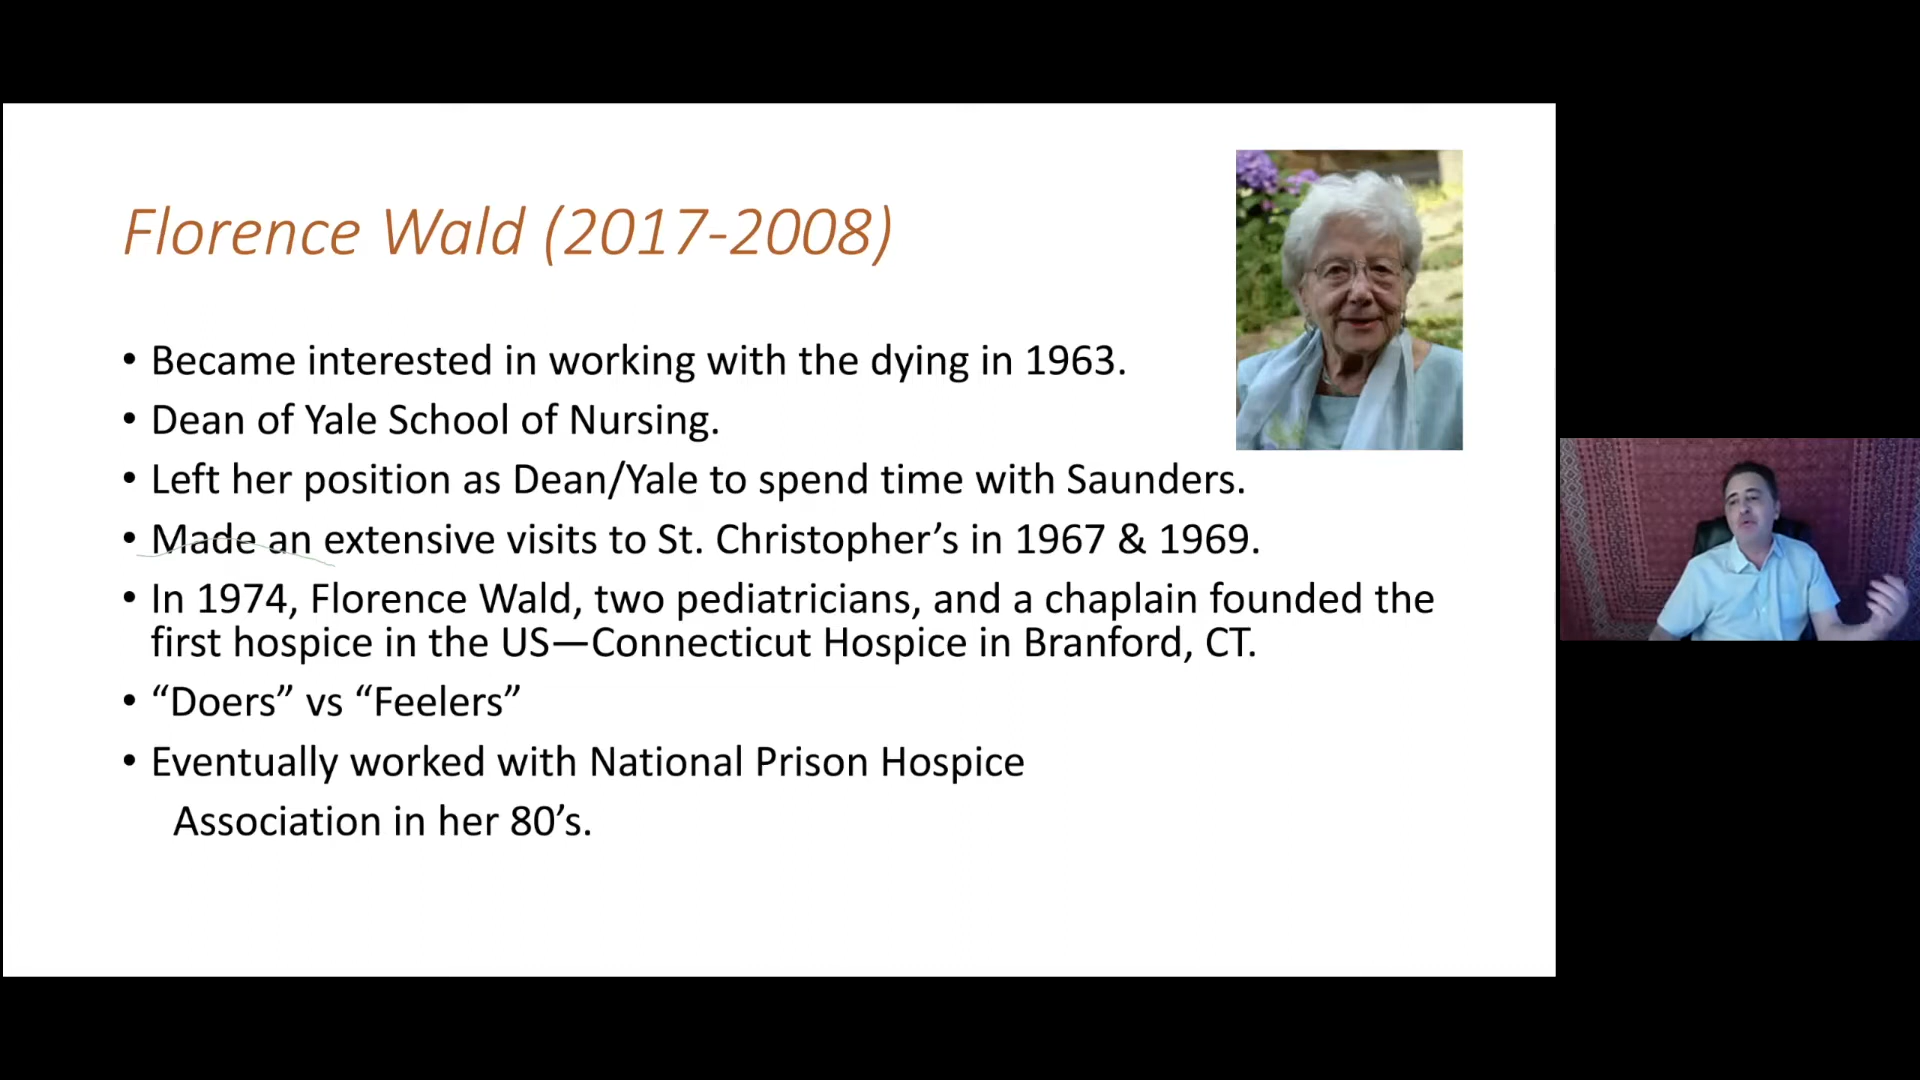 Florence Wald (2017-2008)
• Became interested in working with the dying in 1963.
• Dean of Yale School of Nursing.
• Left her position as Dean/Yale to spend time with Saunders.
• Made an extensive visits to St. Christopher’s in 1967 & 1969.
• In 1974, Florence Wald, two pediatricians, and a chaplain founded the
first hospice in the US—Connecticut Hospice in Branford, CT.
• “Doers” vs “Feelers”
• Eventually worked with National Prison Hospice
Association in her 80’s.